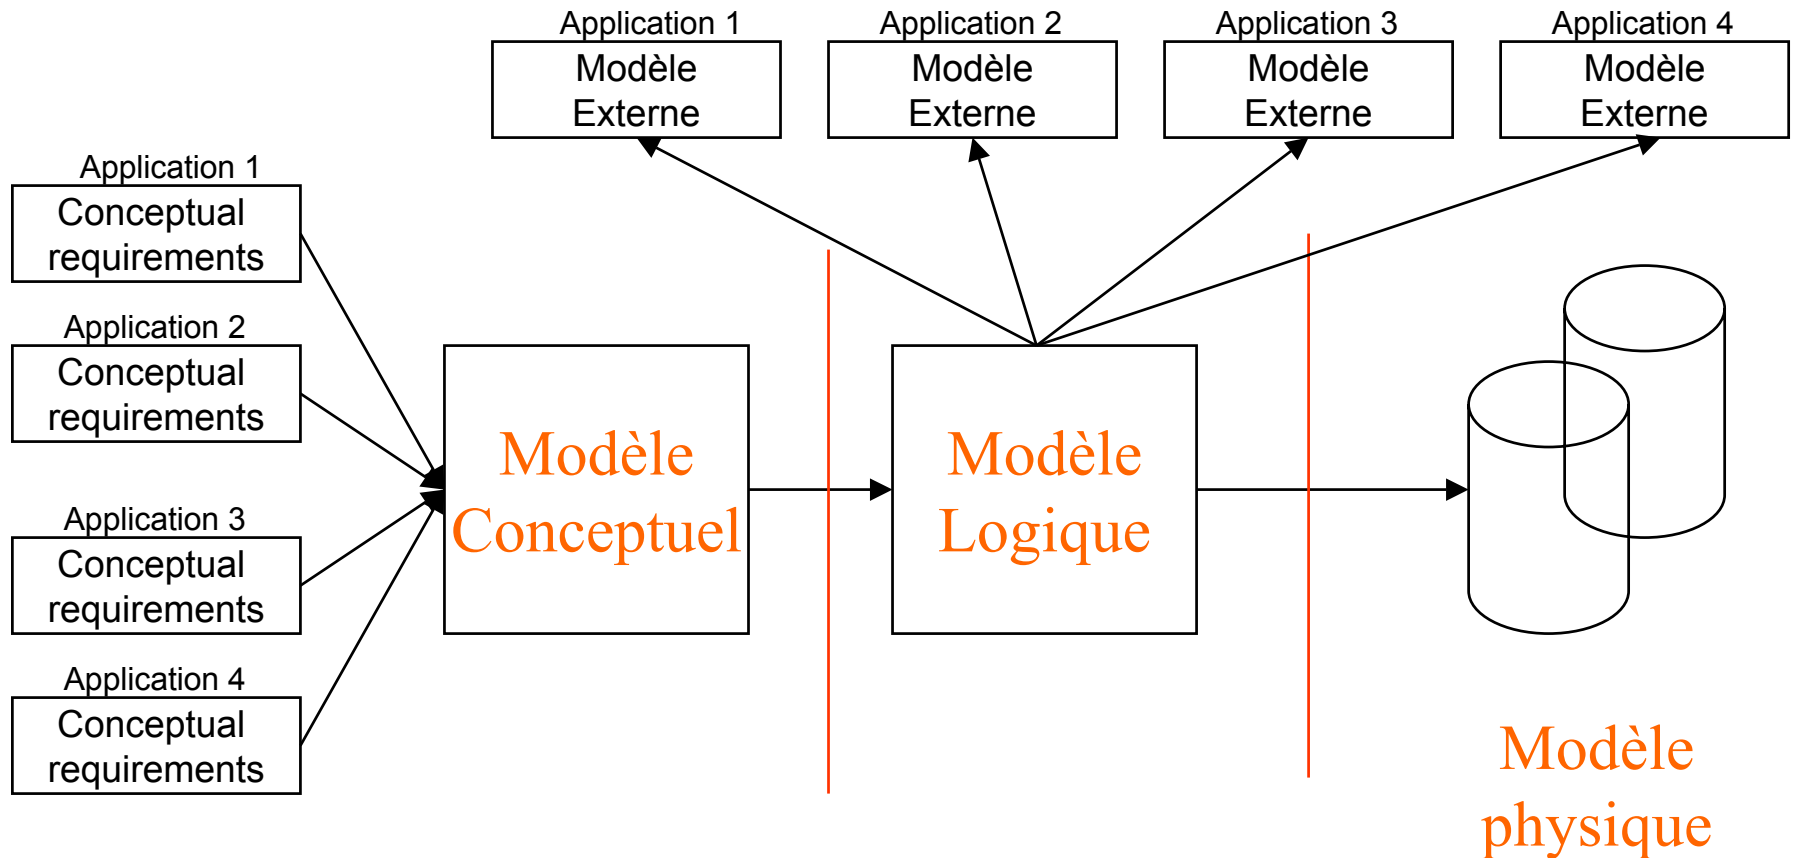 Application 1
Modèle
Externe
Application 2
Modèle
Externe
Application 3
Modèle
Externe
Application 4
Modèle
Externe
Application 1
Conceptual
requirements
Application 2
Conceptual
requirements
Application 3
Conceptual
requirements
Application 4
Conceptual
requirements
Modèle
Conceptuel
Modèle
Logique
Modèle
physique